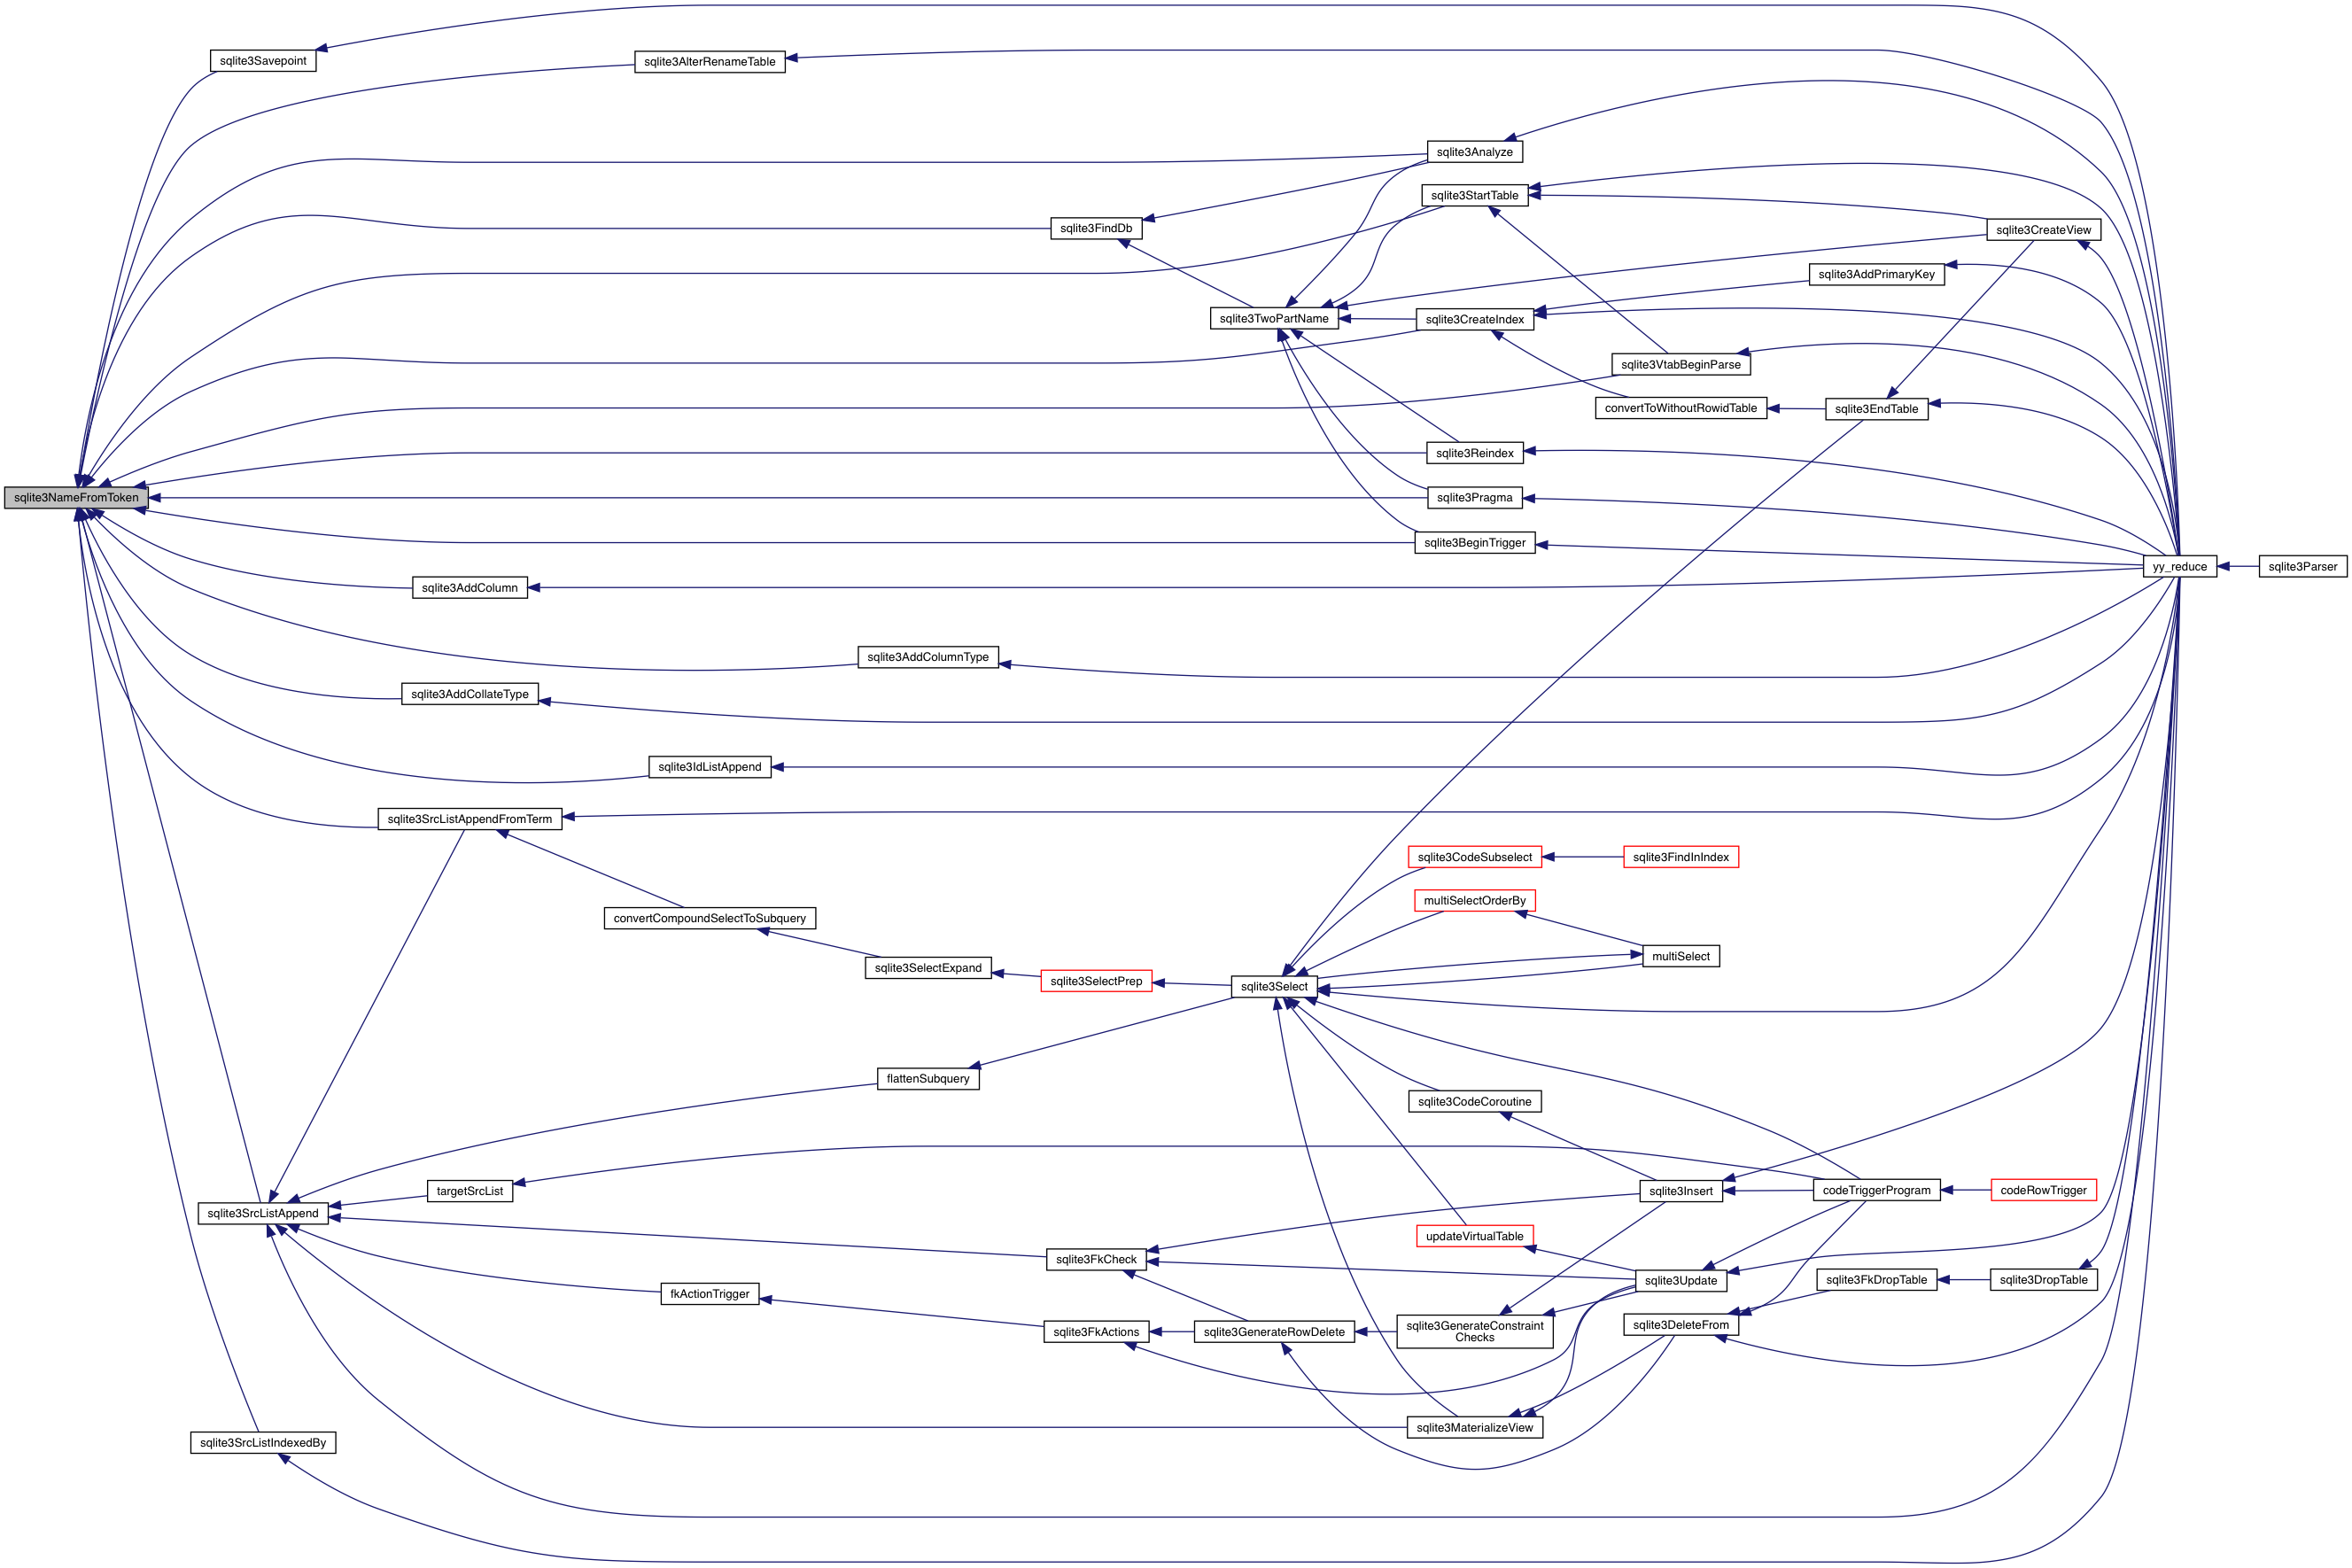 sqlite3Savepoint
sqlite3AlterRenameTable
sqlite3Analyze
sqlite3StartTable
sqlite3FindDb
sqlite3CreateView
sqlite3AddPrimaryKey
sqlite3TwoPartName
sqlite3CreateIndex
sqlite3VtabBeginParse
convertToWithoutRowidTable
sqlite3EndTable
sqlite3Reindex
sqlite3NameFromToken
sqlite3Pragma
sqlite3BeginTrigger
yy_reduce
sqlite3Parser
sqlite3AddColumn
sqlite3AddColumnType
sqlite3AddCollateType
sqlite3IdListAppend
sqlite3SrcListAppendFromTerm
sqlite3CodeSubselect
sqlite3FindInIndex
multiSelectOrderBy
convertCompoundSelectToSubquery
multiSelect
sqlite3SelectExpand
sqlite3SelectPrep
sqlite3Select
flattenSubquery
sqlite3CodeCoroutine
targetSrcList
sqlite3Insert
codeTriggerProgram
codeRowTrigger
sqlite3SrcListAppend
updateVirtualTable
sqlite3FkCheck
sqlite3Update
sqlite3FkDropTable
sqlite3DropTable
fkActionTrigger
sqlite3FkActions
sqlite3GenerateRowDelete
sqlite3GenerateConstraint
Checks
sqlite3DeleteFrom
sqlite3MaterializeView
sqlite3SrcListIndexedBy